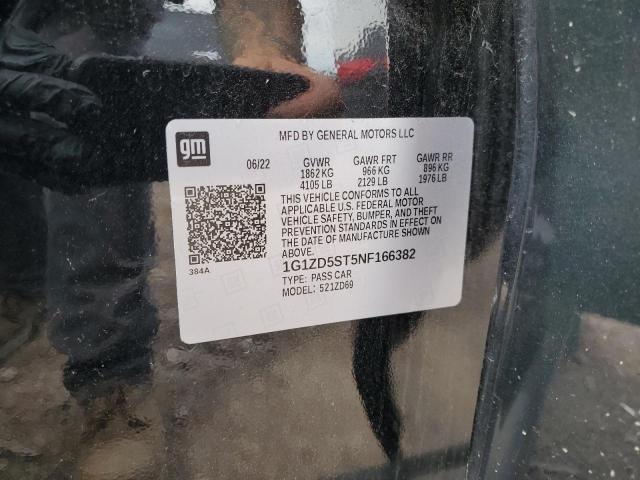 gm
MFD BY GENERAL MOTORS LLC
06/22 GVWR GAWR FRT GAWR RR
1862 KG 966 KG 896 KG
4105 LB 2129 LB 1976 LB
THIS VEHICLE CONFORMS TO ALL
APPLICABLE U.S. FEDERAL MOTOR
VEHICLE SAFETY, BUMPER, AND THEFT
PREVENTION STANDARDS IN EFFECT ON
THE DATE OF MANUFACTURE SHOWN
ABOVE.
384A
1G1ZD5ST5NF166382
TYPE: PASS CAR
MODEL: 521ZD69